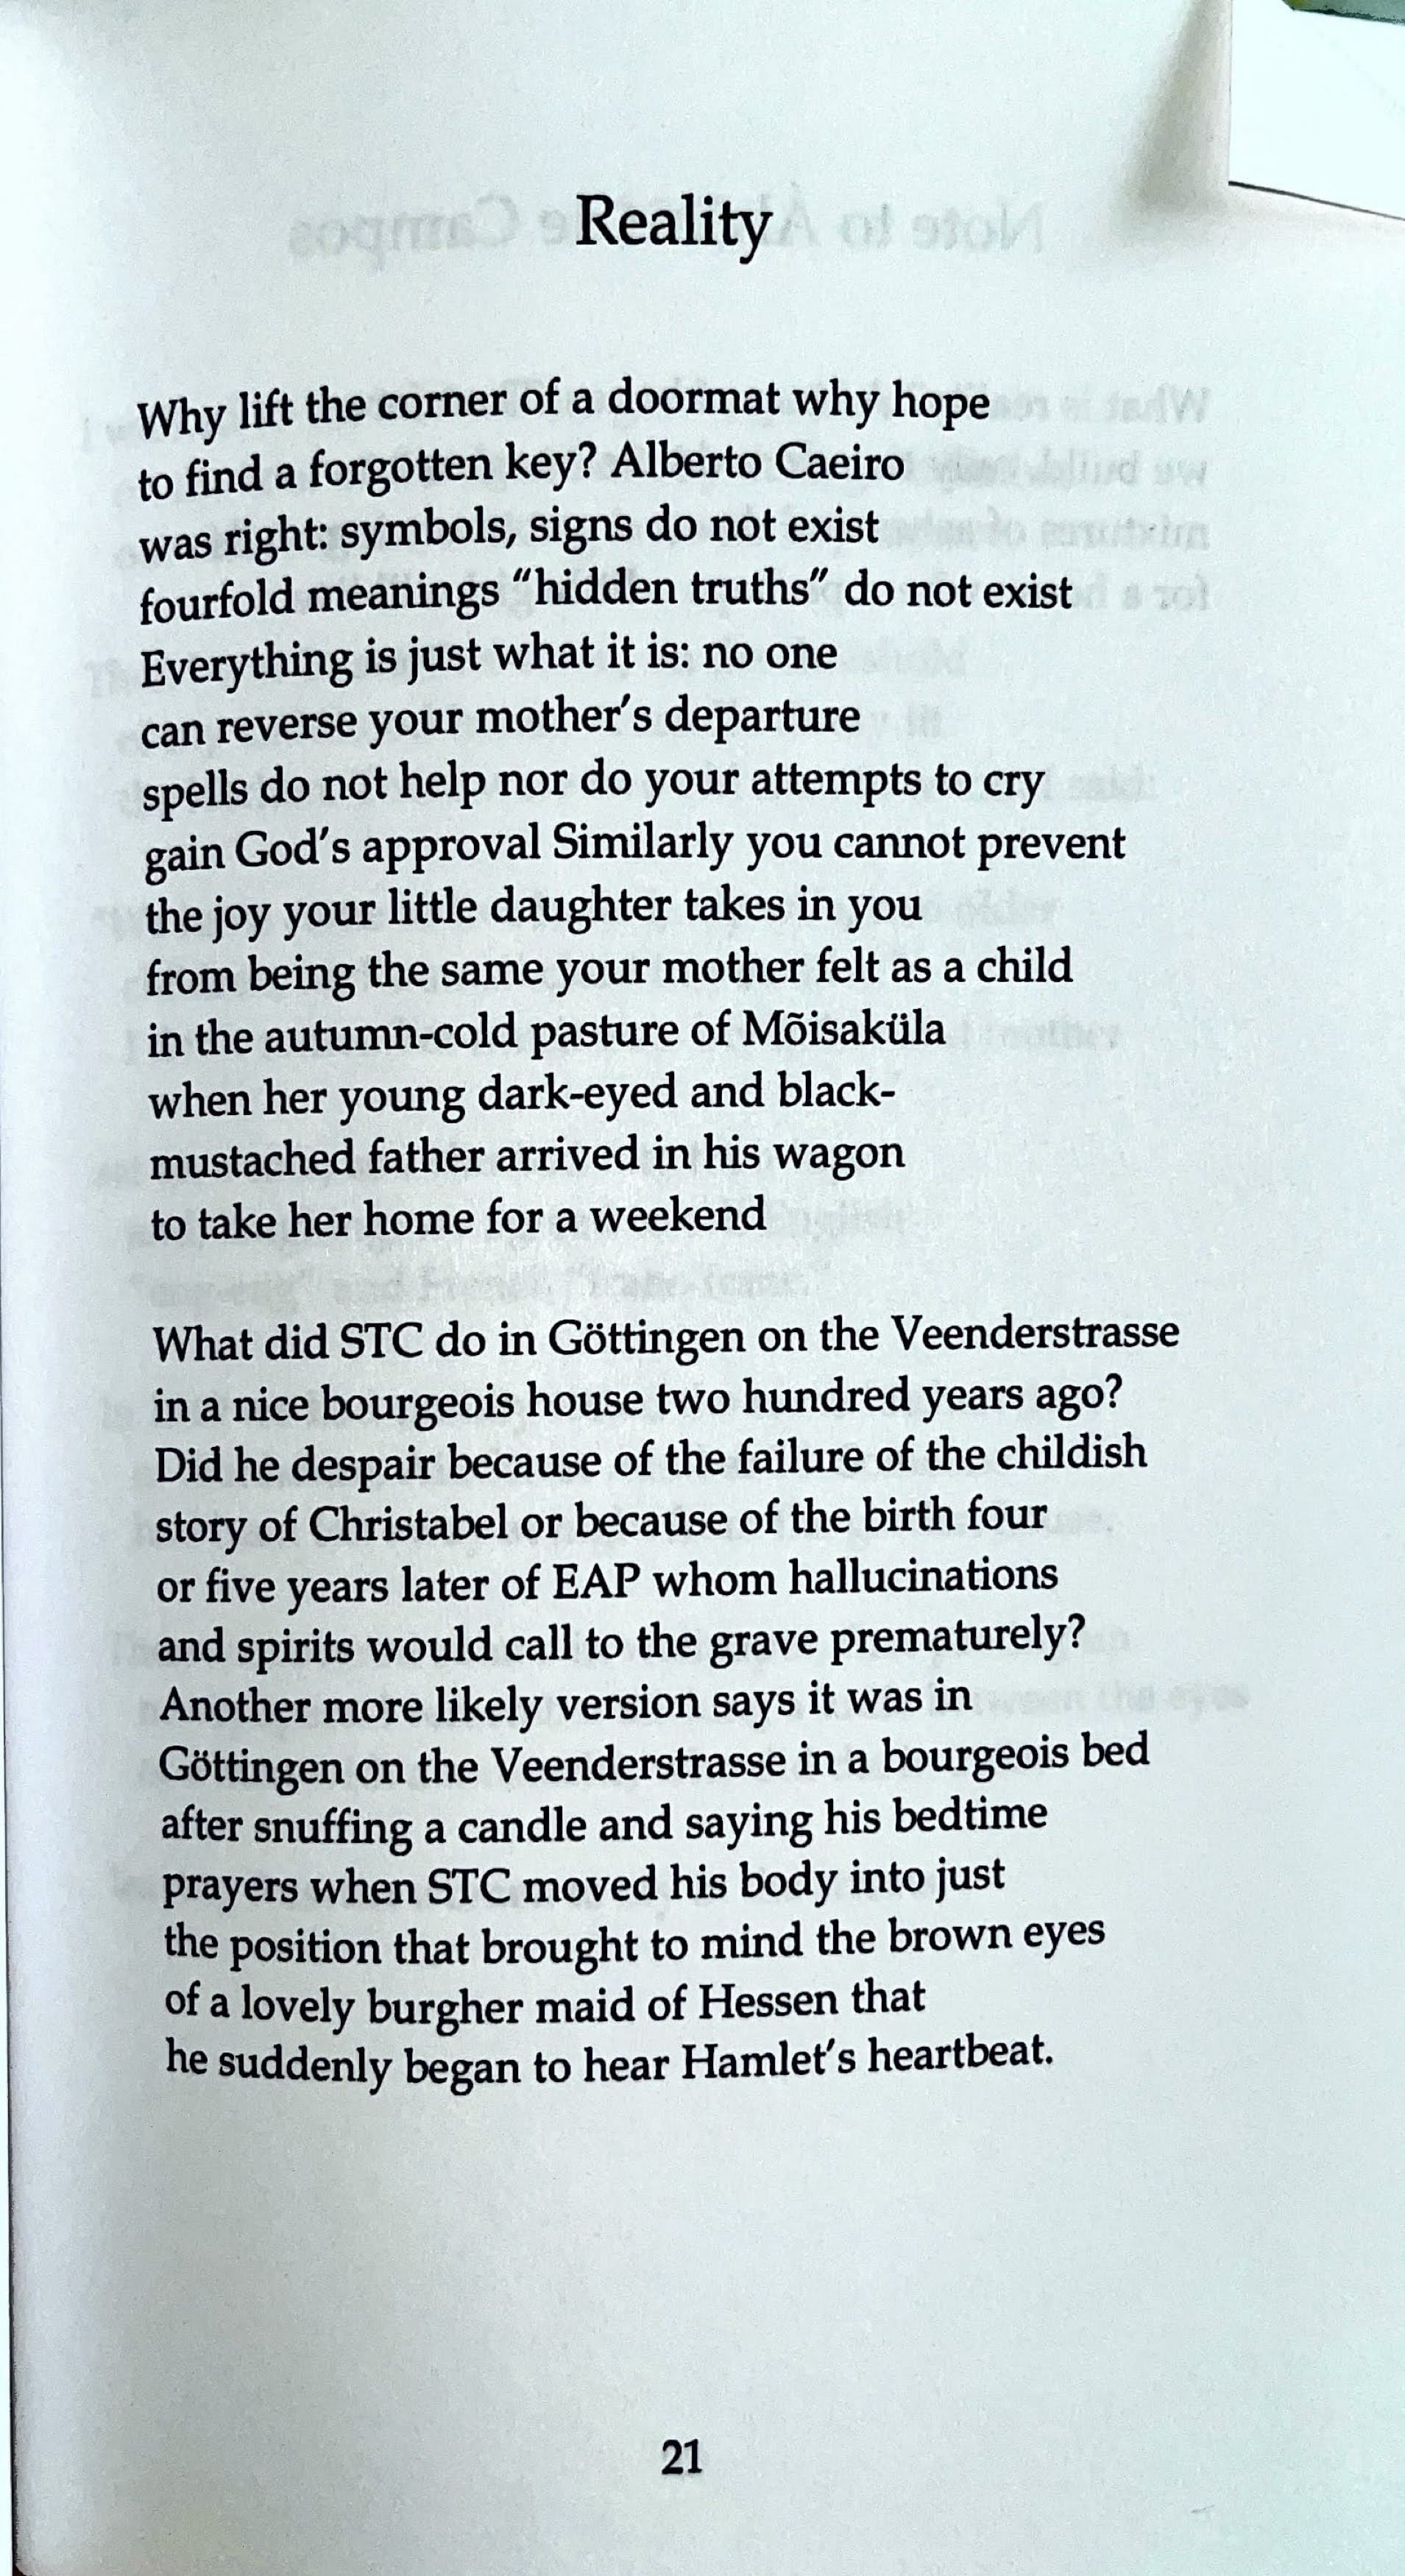 Reality
Why lift the corner of a doormat why hope
to find a forgotten key? Alberto Caeiro
was right: symbols, signs do not exist
fourfold meanings "hidden truths" do not exist
Everything is just what it is: no one
can reverse your mother's departure
spells do not help nor do your attempts to cry
gain God's approval Similarly you cannot prevent
the joy your little daughter takes in you
from being the same your mother felt as a child
in the autumn-cold pasture of Mõisaküla
when her young dark-eyed and black-
mustached father arrived in his wagon
to take her home for a weekend
What did STC do in Göttingen on the Veenderstrasse
in a nice bourgeois house two hundred years ago?
Did he despair because of the failure of the childish
story of Christabel or because of the birth four
or five years later of EAP whom hallucinations
and spirits would call to the grave prematurely?
Another more likely version says it was in
Göttingen on the Veenderstrasse in a bourgeois bed
after snuffing a candle and saying his bedtime
prayers when STC moved his body into just
the position that brought to mind the brown eyes
of a lovely burgher maid of Hessen that
he suddenly began to hear Hamlet's heartbeat.
21